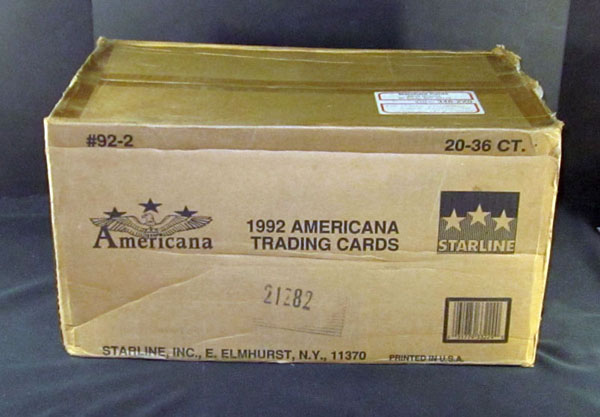 #92-2
20-36 CT.
Americana
1992 AMERICANA
TRADING CARDS
STARLINE
21282
STARLINE, INC., E. ELMHURST, N.Y., 11370
PRINTED IN U.S.A.